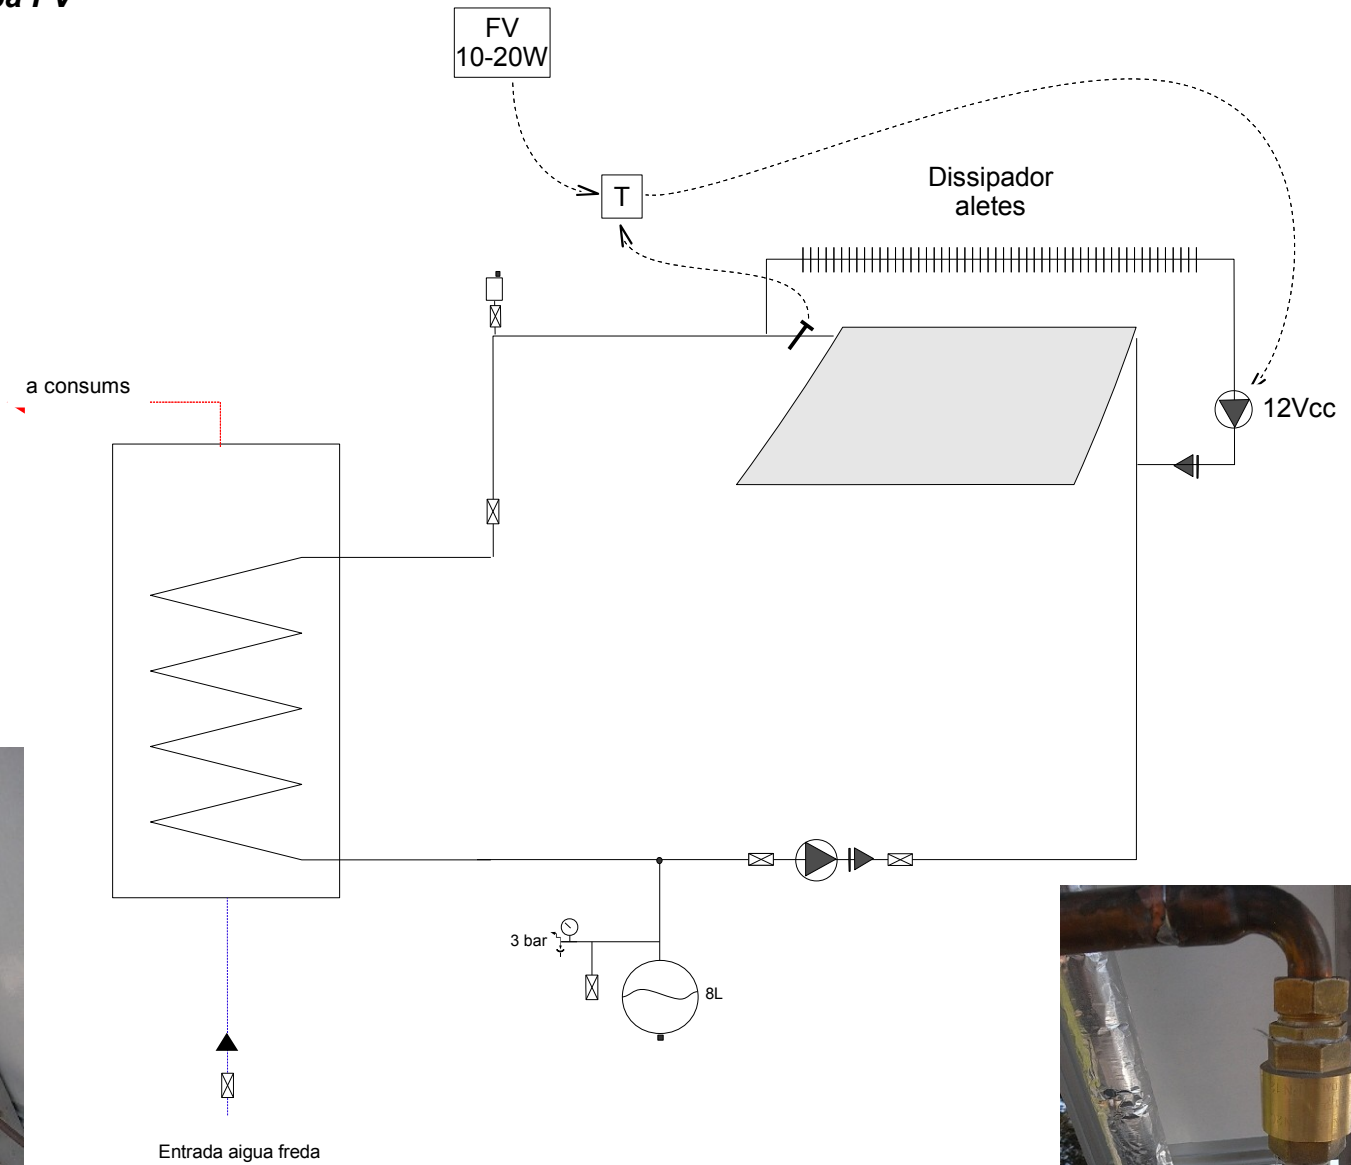 FV
10-20W
T
Dissipador
aletes
a consums
12Vcc
3 bar
8L
Entrada aigua freda